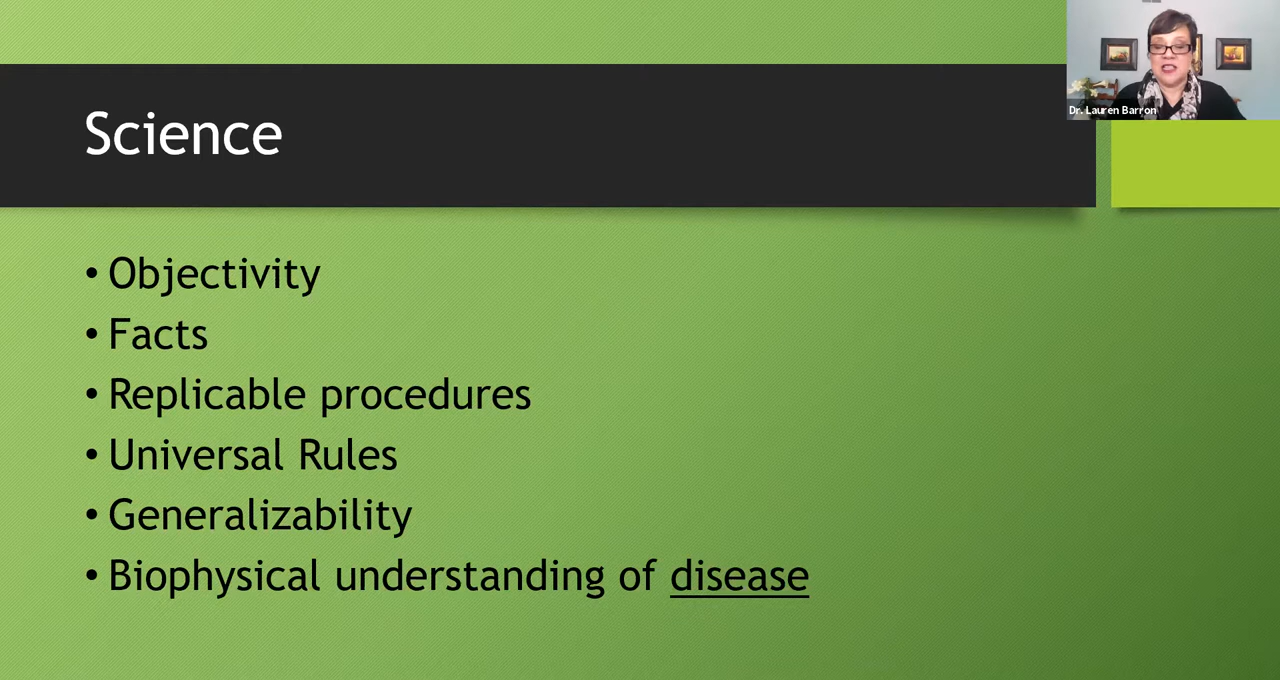 Dr. Lauren Barron
Science
• Objectivity
• Facts
• Replicable procedures
• Universal Rules
• Generalizability
• Biophysical understanding of disease